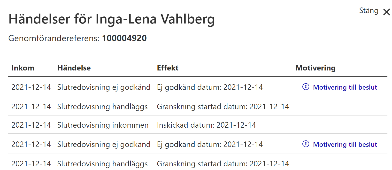 Stäng
Händelser för Inga-Lena Vahlberg
Genomförandereferens: 100004920
Inkom Händelse Effekt Motivering
2021-12-14 Slutredovisning ej godkänd Ej godkänd datum: 2021-12-14 Motivering till beslut
2021-12-14 Slutredovisning handläggs Granskning startad datum: 2021-12-14
2021-12-14 Slutredovisning inkommen Inskickad datum: 2021-12-14
2021-12-14 Slutredovisning ej godkänd Ej godkänd datum: 2021-12-14 Motivering till beslut
2021-12-14 Slutredovisning handläggs Granskning startad datum: 2021-12-14